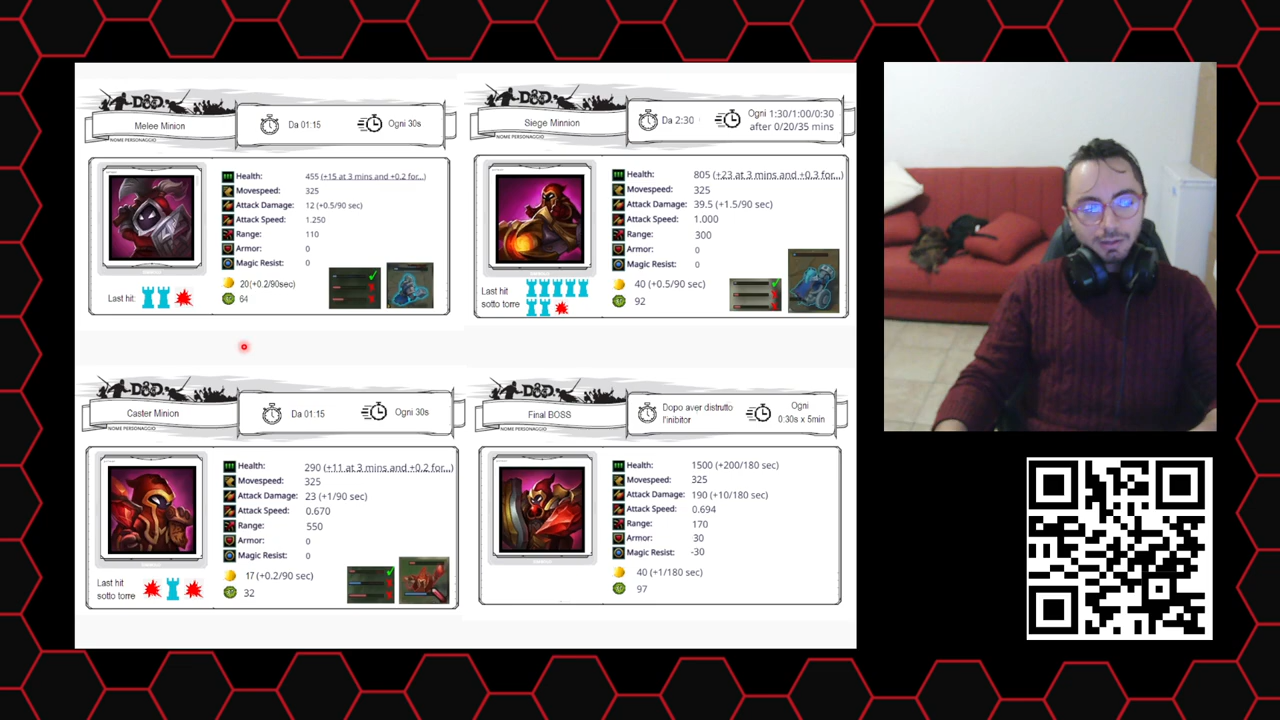 D&D
Melee Minion
NOME PERSONAGGIO
Da 01:15
Ogni 30s
Health: 455 (+15 at 3 mins and +0.2 for...)
Movespeed: 325
Attack Damage: 12 (+0.5/90 sec)
Attack Speed: 1.250
Range: 110
Armor: 0
Magic Resist: 0
20(+0.2/90sec)
64
Last hit:
D&D
Siege Minnion
NOME PERSONAGGIO
Da 2:30
Ogni 1:30/1:00/0:30
after 0/20/35 mins
Health: 805 (+23 at 3 mins and +0.3 for...)
Movespeed: 325
Attack Damage: 39.5 (+1.5/90 sec)
Attack Speed: 1.000
Range: 300
Armor: 0
Magic Resist: 0
40 (+0.5/90 sec)
92
Last hit:
sotto torre
D&D
Caster Minion
NOME PERSONAGGIO
Da 01:15
Ogni 30s
Health: 290 (+11 at 3 mins and +0.2 for...)
Movespeed: 325
Attack Damage: 23 (+1/90 sec)
Attack Speed: 0.670
Range: 550
Armor: 0
Magic Resist: 0
17(+0.2/90 sec)
32
Last hit
sotto torre
D&D
Final BOSS
NOME PERSONAGGIO
Dopo aver distrutto
l'inibitor
Ogni
0.30s x 5min
Health: 1500 (+200/180 sec)
Movespeed: 325
Attack Damage: 190 (+10/180 sec)
Attack Speed: 0.694
Range: 170
Armor: 30
Magic Resist: -30
40 (+1/180 sec)
97